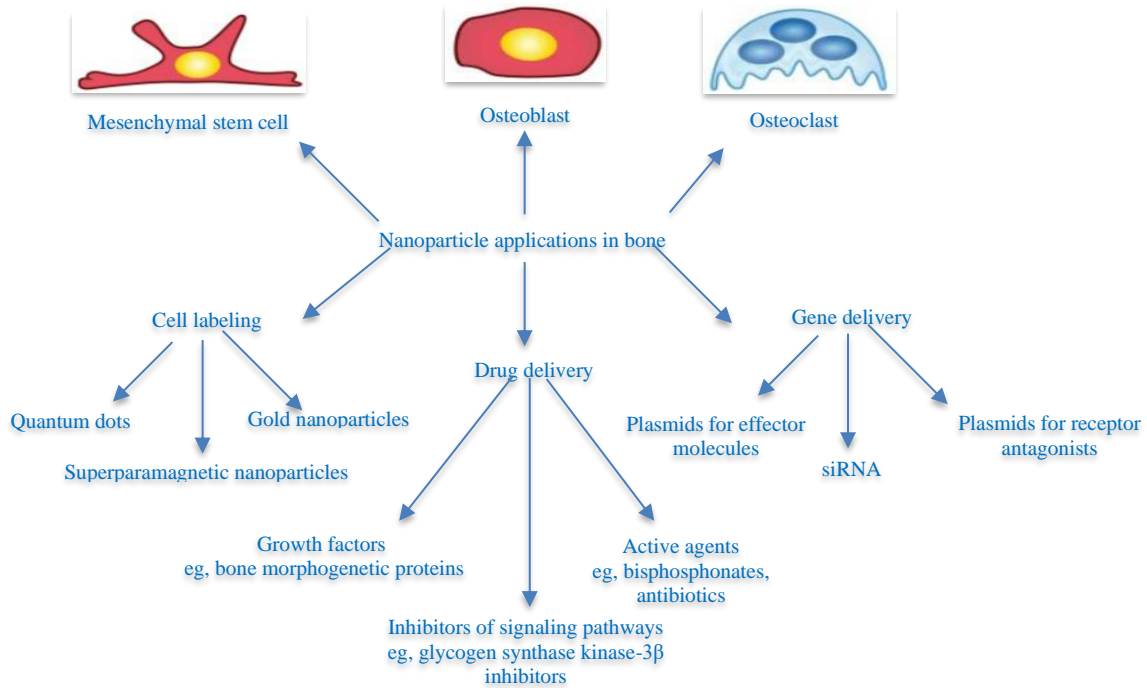 Mesenchymal stem cell
Osteoblast
Osteoclast
Nanoparticle applications in bone
Cell labeling
Gene delivery
Drug delivery
Quantum dots
Gold nanoparticles
Superparamagnetic nanoparticles
Plasmids for effector
molecules
siRNA
Plasmids for receptor
antagonists
Growth factors
eg, bone morphogenetic proteins
Active agents
eg, bisphosphonates,
antibiotics
Inhibitors of signaling pathways
eg, glycogen synthase kinase-3β
inhibitors